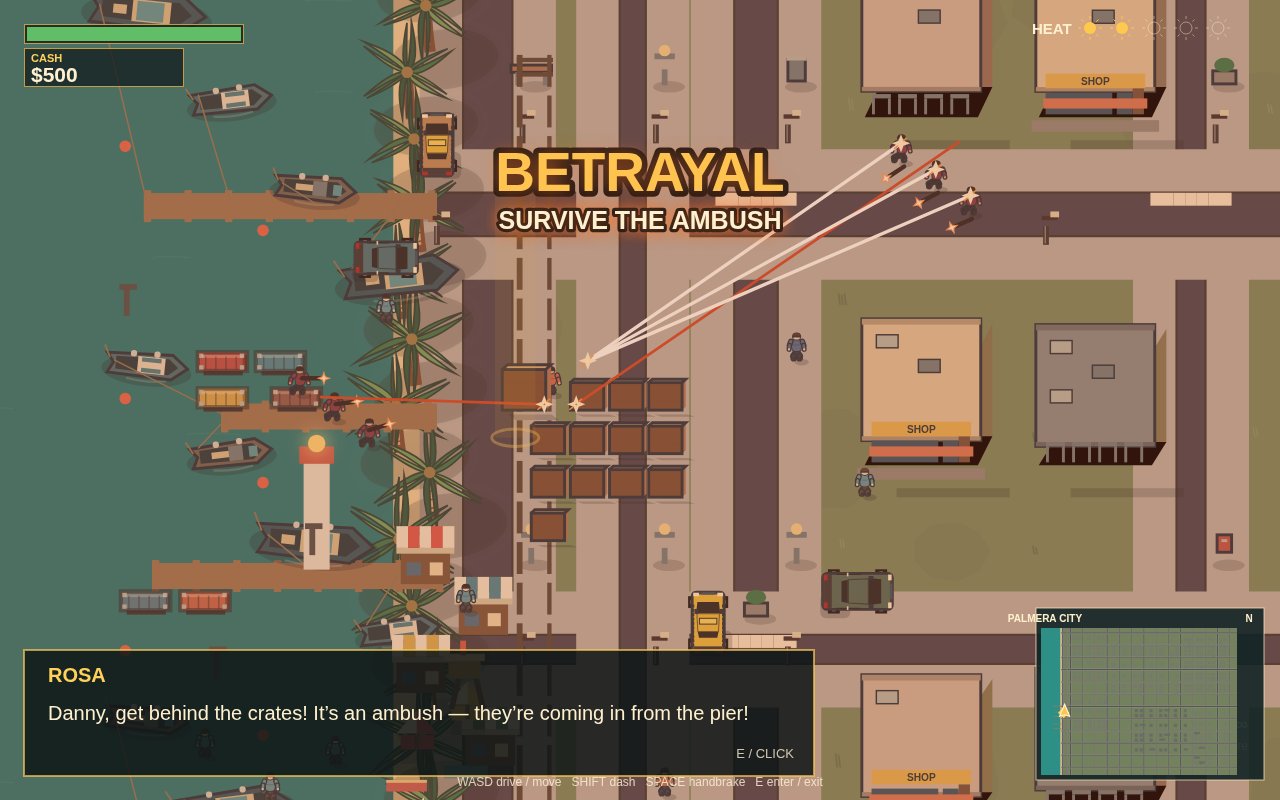 HEAT
CASH
$500
SHOP
BETRAYAL
SURVIVE THE AMBUSH
SHOP
PALMERA CITY N
ROSA
Danny, get behind the crates! It’s an ambush — they’re coming in from the pier!
E / CLICK
SHOP
WASD drive / move SHIFT dash SPACE handbrake E enter / exit